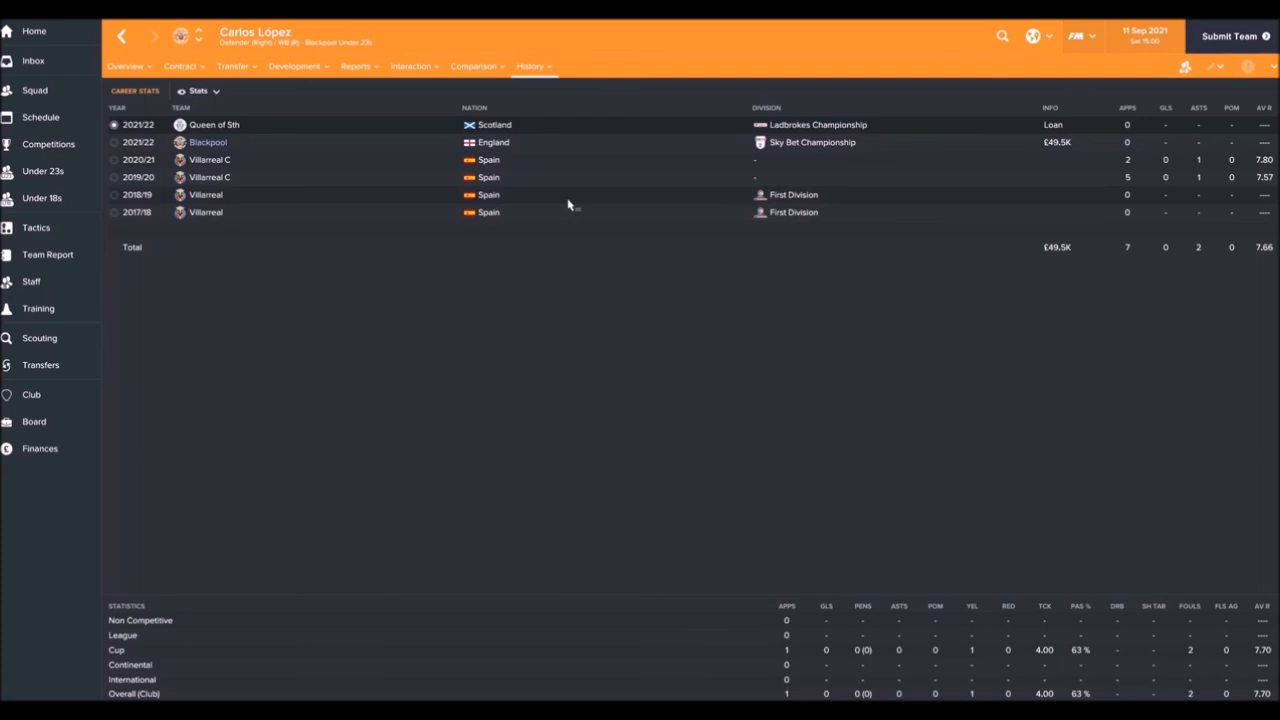 Home
Inbox
Squad
Schedule
Competitions
Under 23s
Under 18s
Tactics
Team Report
Staff
Training
Scouting
Transfers
Club
Board
Finances
Carlos López
Defender (Right) / WB (R) - Blackpool Under 23s
FM
11 Sep 2021
Sat 15:00
Submit Team
Overview Contract Transfer Development Reports Interaction Comparison History
CAREER STATS Stats
YEAR TEAM NATION DIVISION INFO APPS GLS ASTS POM AV R
2021/22 Queen of Sth Scotland Ladbrokes Championship Loan 0 - - - ----
2021/22 Blackpool England Sky Bet Championship £49.5K 0 - - - ----
2020/21 Villarreal C Spain - 2 0 1 0 7.80
2019/20 Villarreal C Spain - 5 0 1 0 7.57
2018/19 Villarreal Spain First Division 0 - - - ----
2017/18 Villarreal Spain First Division 0 - - - ----
Total £49.5K 7 0 2 0 7.66
STATISTICS APPS GLS PENS ASTS POM YEL RED TCK PAS % DRB SH TAR FOULS FLS AG AV R
Non Competitive 0 - - - - - - - - - - - - ----
League 0 - - - - - - - - - - - - ----
Cup 1 0 0 (0) 0 0 1 0 4.00 63 % - - 2 0 7.70
Continental 0 - - - - - - - - - - - - ----
International 0 - - - - - - - - - - - - ----
Overall (Club) 1 0 0 (0) 0 0 1 0 4.00 63 % - - 2 0 7.70